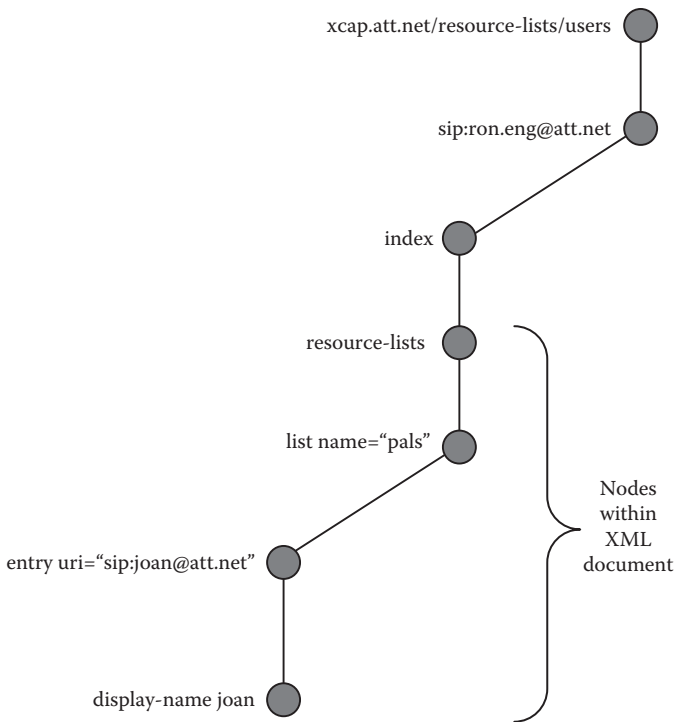 xcap.att.net/resource-lists/users
sip:ron.eng@att.net
index
resource-lists
list name=“pals”
entry uri=“sip:joan@att.net”
display-name joan
Nodes
within
XML
document